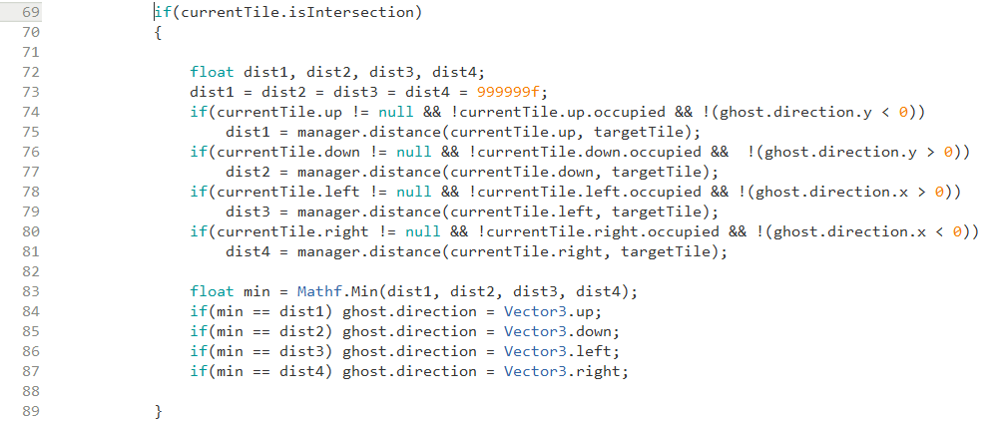 69 if(currentTile.isIntersection)
70 {
71
72 float dist1, dist2, dist3, dist4;
73 dist1 = dist2 = dist3 = dist4 = 999999f;
74 if(currentTile.up != null && !currentTile.up.occupied && !(ghost.direction.y < 0))
75 dist1 = manager.distance(currentTile.up, targetTile);
76 if(currentTile.down != null && !currentTile.down.occupied &&  !(ghost.direction.y > 0))
77 dist2 = manager.distance(currentTile.down, targetTile);
78 if(currentTile.left != null && !currentTile.left.occupied && !(ghost.direction.x > 0))
79 dist3 = manager.distance(currentTile.left, targetTile);
80 if(currentTile.right != null && !currentTile.right.occupied && !(ghost.direction.x < 0))
81 dist4 = manager.distance(currentTile.right, targetTile);
82
83 float min = Mathf.Min(dist1, dist2, dist3, dist4);
84 if(min == dist1) ghost.direction = Vector3.up;
85 if(min == dist2) ghost.direction = Vector3.down;
86 if(min == dist3) ghost.direction = Vector3.left;
87 if(min == dist4) ghost.direction = Vector3.right;
88
89 }